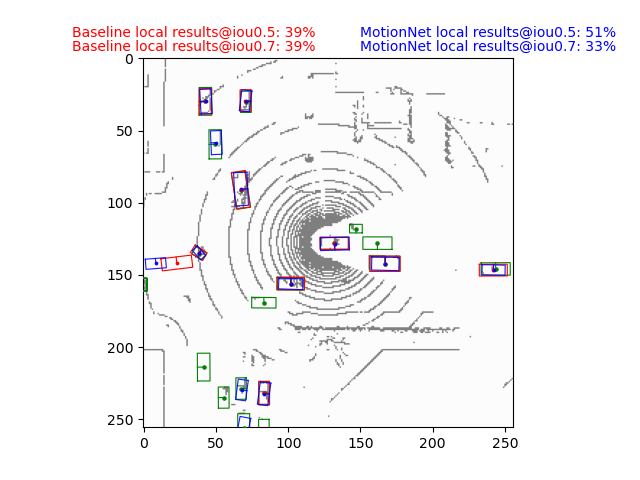 Baseline local results@iou0.5: 39% MotionNet local results@iou0.5: 51%
Baseline local results@iou0.7: 39% MotionNet local results@iou0.7: 33%
0
50
100
150
200
250
0 50 100 150 200 250